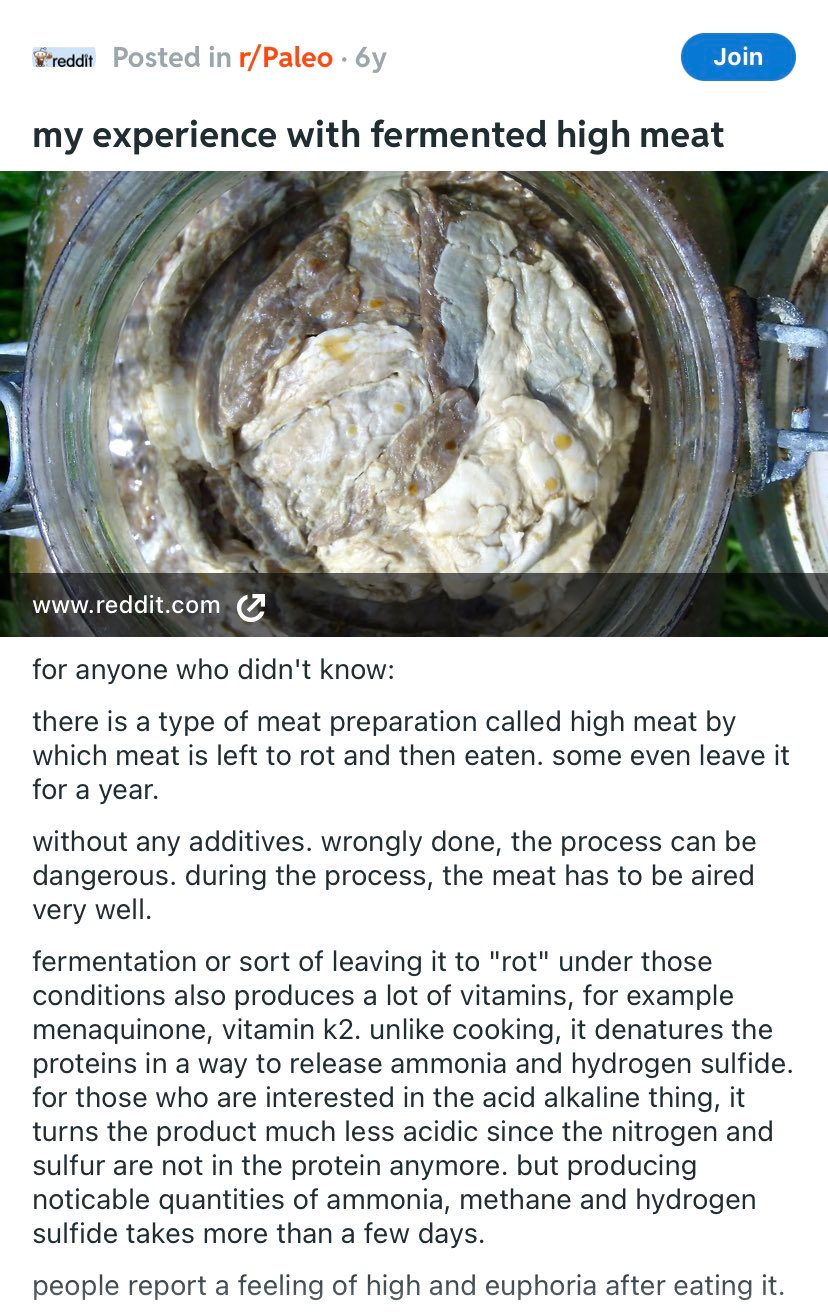 reddit Posted in r/Paleo · 6y
Join
my experience with fermented high meat
www.reddit.com
for anyone who didn't know:
there is a type of meat preparation called high meat by
which meat is left to rot and then eaten. some even leave it
for a year.
without any additives. wrongly done, the process can be
dangerous. during the process, the meat has to be aired
very well.
fermentation or sort of leaving it to "rot" under those
conditions also produces a lot of vitamins, for example
menaquinone, vitamin k2. unlike cooking, it denatures the
proteins in a way to release ammonia and hydrogen sulfide.
for those who are interested in the acid alkaline thing, it
turns the product much less acidic since the nitrogen and
sulfur are not in the protein anymore. but producing
noticable quantities of ammonia, methane and hydrogen
sulfide takes more than a few days.
people report a feeling of high and euphoria after eating it.